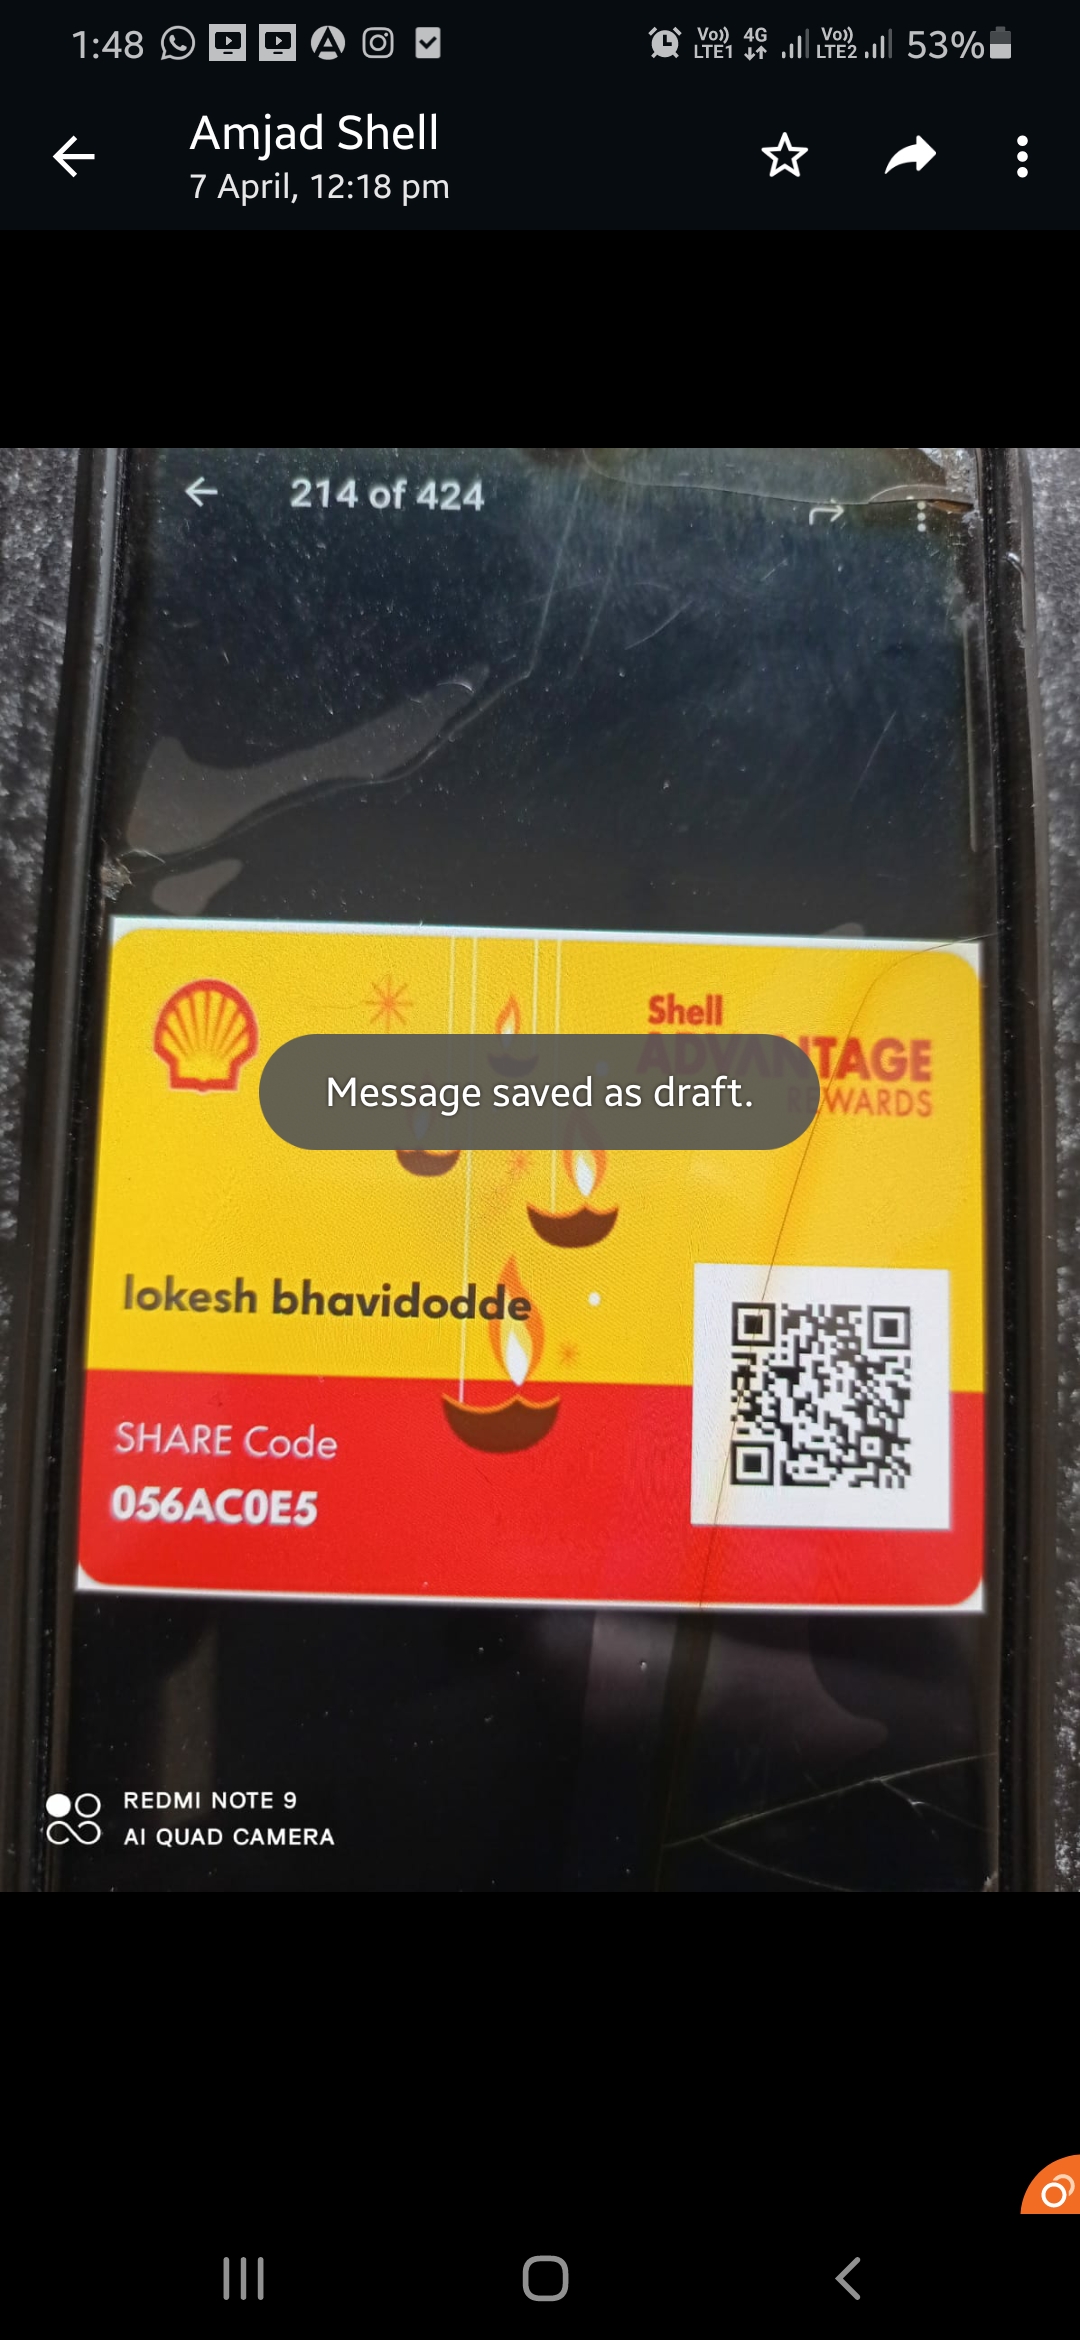 1:48 Vo)) LTE1 4G Vo)) LTE2 53%
Amjad Shell
7 April, 12:18 pm
214 of 424
Shell
ADVANTAGE
REWARDS
Message saved as draft.
lokesh bhavidodde
SHARE Code
056AC0E5
REDMI NOTE 9
AI QUAD CAMERA